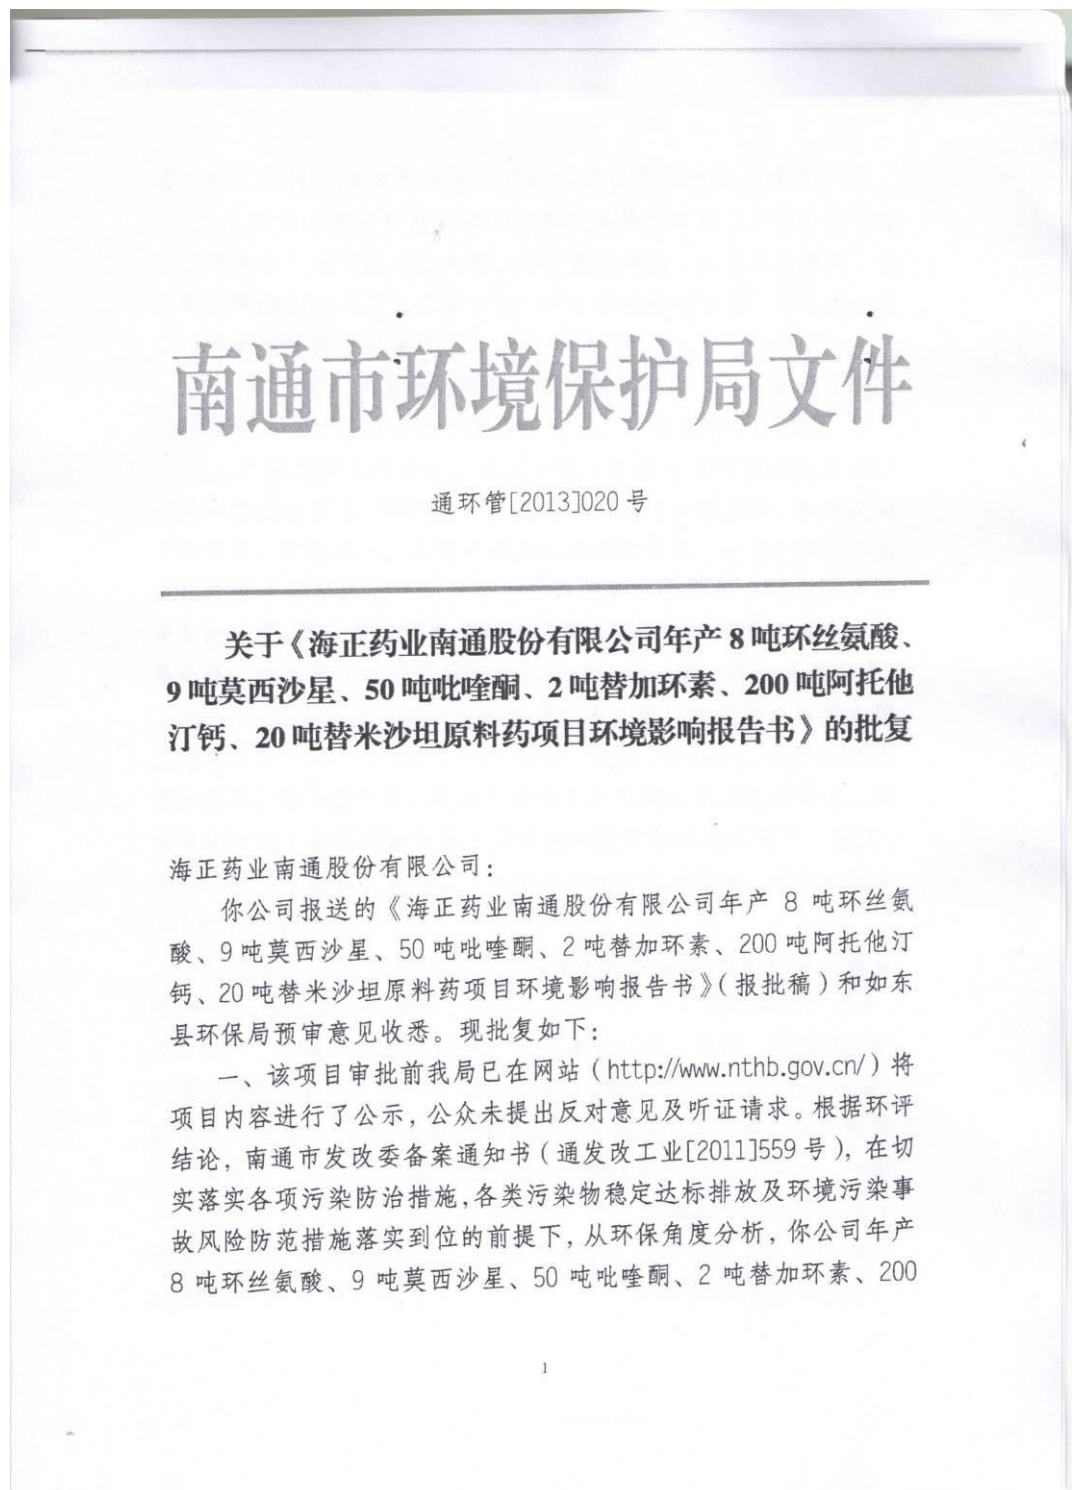 南通市环境保护局文件
通环管[2013]020号
关于《海正药业南通股份有限公司年产8吨环丝氨酸、
9吨莫西沙星、50吨吡喹酮、2吨替加环素、200吨阿托他
汀钙、20吨替米沙坦原料药项目环境影响报告书》的批复
海正药业南通股份有限公司：
你公司报送的《海正药业南通股份有限公司年产 8 吨环丝氨
酸、9吨莫西沙星、50吨吡喹酮、2吨替加环素、200吨阿托他汀
钙、20吨替米沙坦原料药项目环境影响报告书》（报批稿）和如东
县环保局预审意见收悉。现批复如下：
一、该项目审批前我局已在网站（http://www.nthb.gov.cn/）将
项目内容进行了公示，公众未提出反对意见及听证请求。根据环评
结论，南通市发改委备案通知书（通发改工业[2011]559号），在切
实落实各项污染防治措施，各类污染物稳定达标排放及环境污染事
故风险防范措施落实到位的前提下，从环保角度分析，你公司年产
8 吨环丝氨酸、9 吨莫西沙星、50 吨吡喹酮、2 吨替加环素、200
1